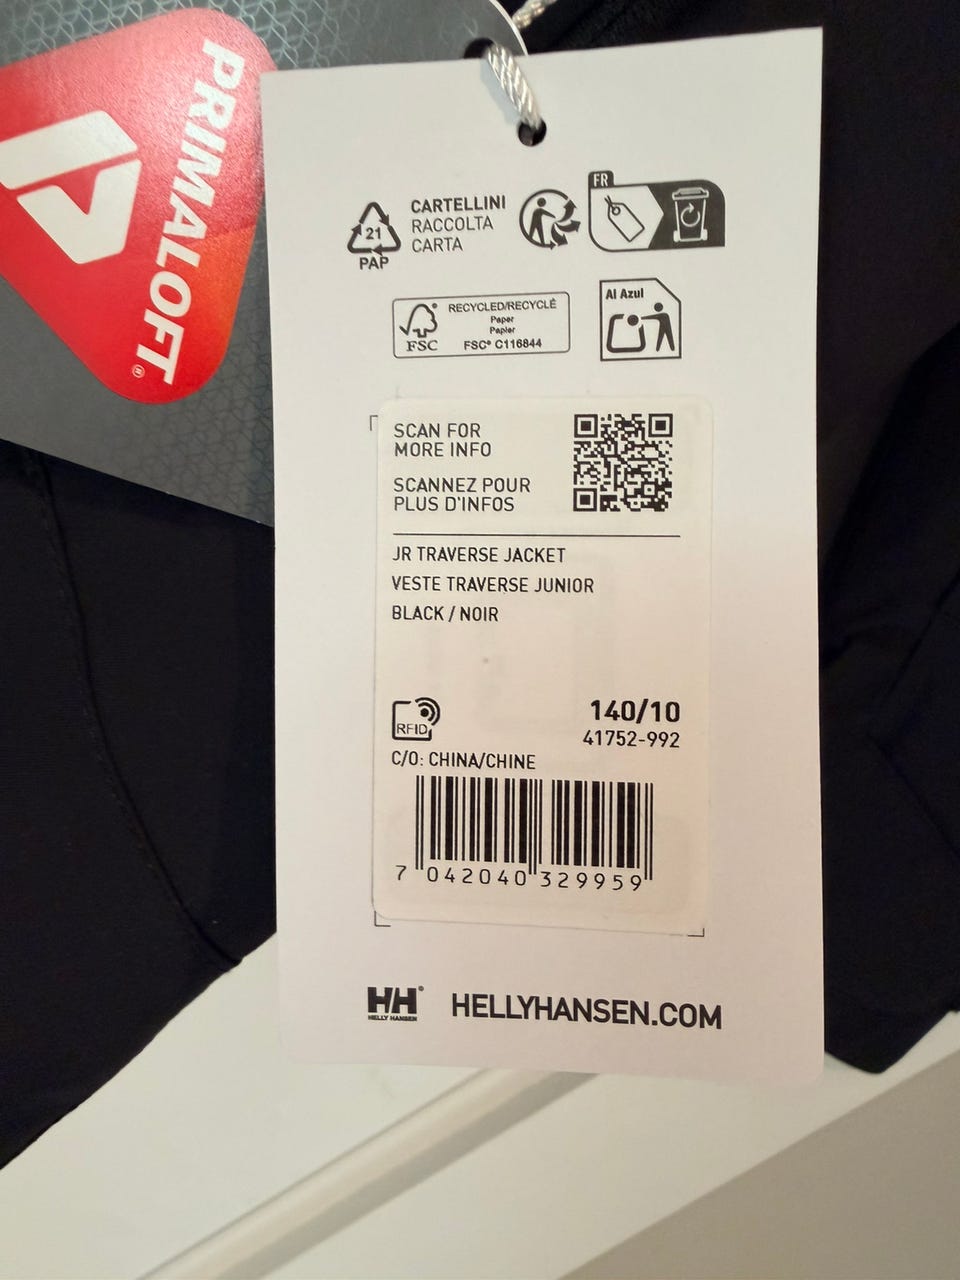 PRIMALOFT®
21
PAP
CARTELLINI
RACCOLTA
CARTA
FR
RECYCLED/RECYCLÉ
Paper
Papier
FSC® C116844
FSC
Al Azul
SCAN FOR
MORE INFO
SCANNEZ POUR
PLUS D'INFOS
JR TRAVERSE JACKET
VESTE TRAVERSE JUNIOR
BLACK / NOIR
RFID
140/10
41752-992
C/O: CHINA/CHINE
7 042040 329959
HH®
HELLY HANSEN
HELLYHANSEN.COM